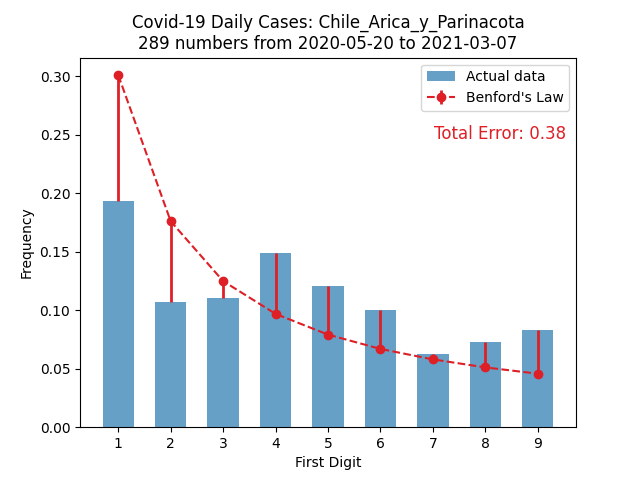 Covid-19 Daily Cases: Chile_Arica_y_Parinacota
289 numbers from 2020-05-20 to 2021-03-07
Actual data
Benford's Law
Total Error: 0.38
Frequency
0.30
0.25
0.20
0.15
0.10
0.05
0.00
1 2 3 4 5 6 7 8 9
First Digit